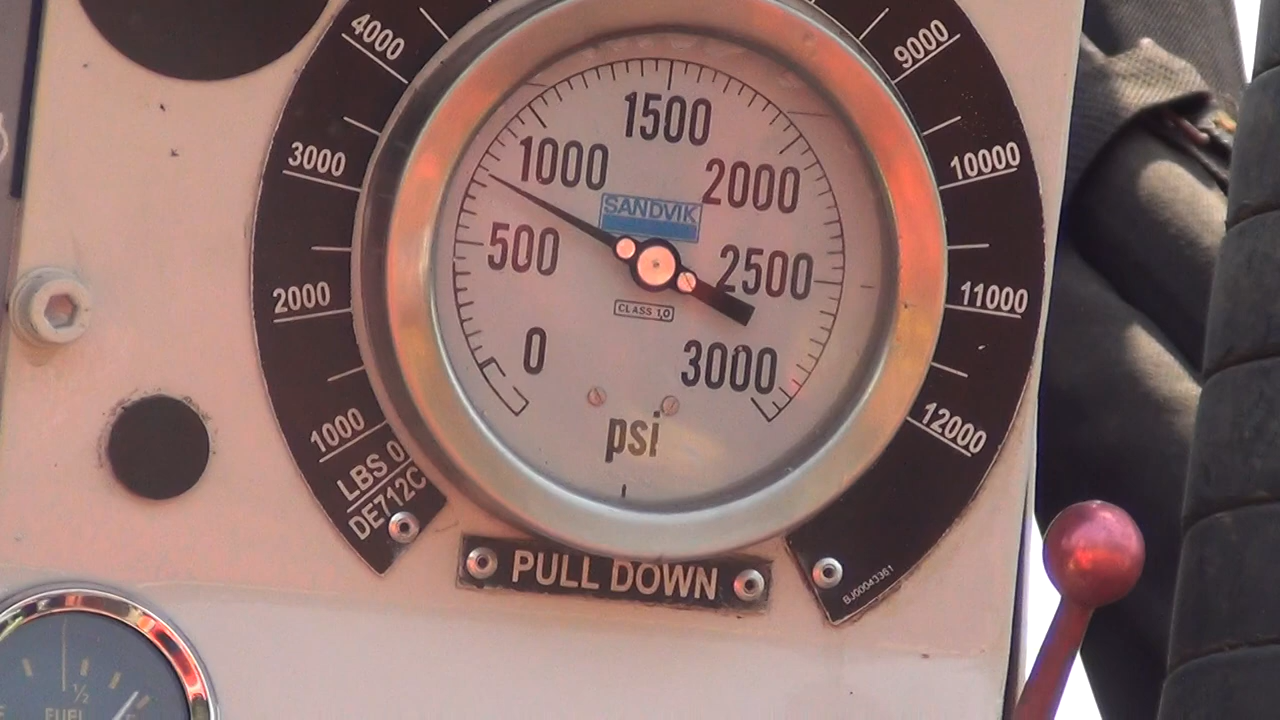 4000
3000
2000
1000
LBS
DE712C
9000
10000
11000
12000
BJ00043361
0
500
1000
1500
2000
2500
3000
SANDVIK
CLASS 1,0
psi
PULL DOWN
1/2
FUEL